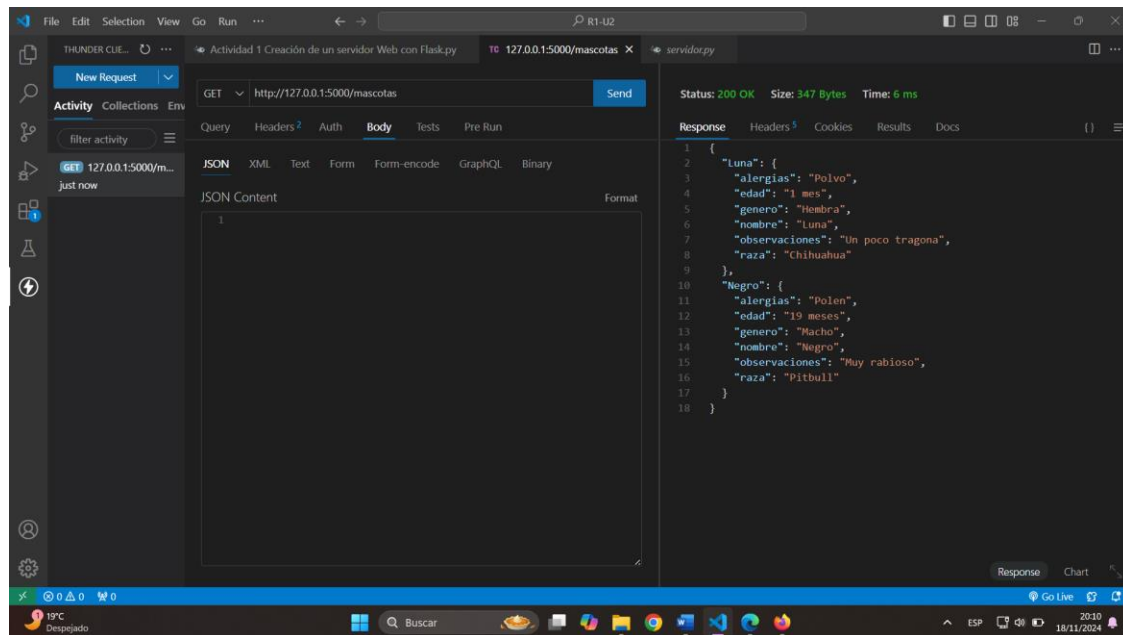 File Edit Selection View Go Run ··· R1-U2
THUNDER CLIE... ···
Actividad 1 Creación de un servidor Web con Flask.py TC 127.0.0.1:5000/mascotas servidor.py ···
New Request
Activity Collections Env
filter activity
GET 127.0.0.1:5000/m...
just now
GET http://127.0.0.1:5000/mascotas Send
Query Headers 2 Auth Body Tests Pre Run
JSON XML Text Form Form-encode GraphQL Binary
JSON Content Format
1
Status: 200 OK Size: 347 Bytes Time: 6 ms
Response Headers 5 Cookies Results Docs {}
1 {
2 "Luna": {
3 "alergias": "Polvo",
4 "edad": "1 mes",
5 "genero": "Hembra",
6 "nombre": "Luna",
7 "observaciones": "Un poco tragona",
8 "raza": "Chihuahua"
9 },
10 "Negro": {
11 "alergias": "Polen",
12 "edad": "19 meses",
13 "genero": "Macho",
14 "nombre": "Negro",
15 "observaciones": "Muy rabioso",
16 "raza": "Pitbull"
17 }
18 }
Response Chart
1
0 0 0 Go Live
1 19°C
Despejado
Buscar
ESP 20:10
18/11/2024